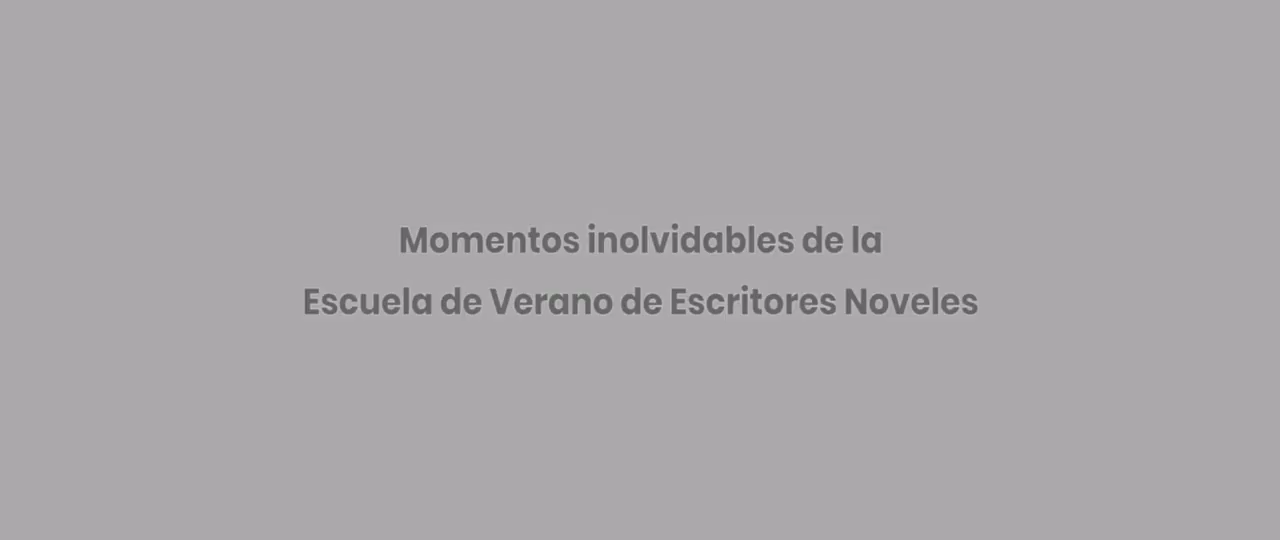 Momentos inolvidables de la
Escuela de Verano de Escritores Noveles